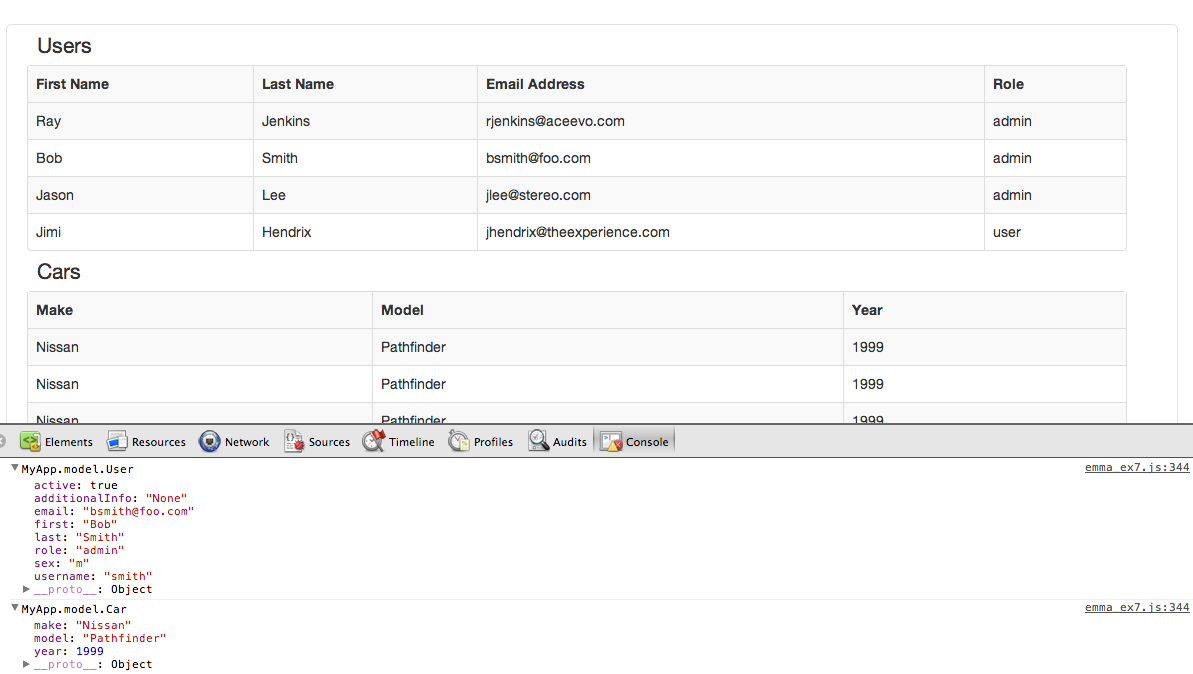 Users
First Name Last Name Email Address Role
Ray Jenkins rjenkins@aceevo.com admin
Bob Smith bsmith@foo.com admin
Jason Lee jlee@stereo.com admin
Jimi Hendrix jhendrix@theexperience.com user
Cars
Make Model Year
Nissan Pathfinder 1999
Nissan Pathfinder 1999
Nissan Pathfinder 1999
Elements Resources Network Sources Timeline Profiles Audits Console
MyApp.model.User emma_ex7.js:344
active: true
additionalInfo: "None"
email: "bsmith@foo.com"
first: "Bob"
last: "Smith"
role: "admin"
sex: "m"
username: "smith"
__proto__: Object
MyApp.model.Car emma_ex7.js:344
make: "Nissan"
model: "Pathfinder"
year: 1999
__proto__: Object